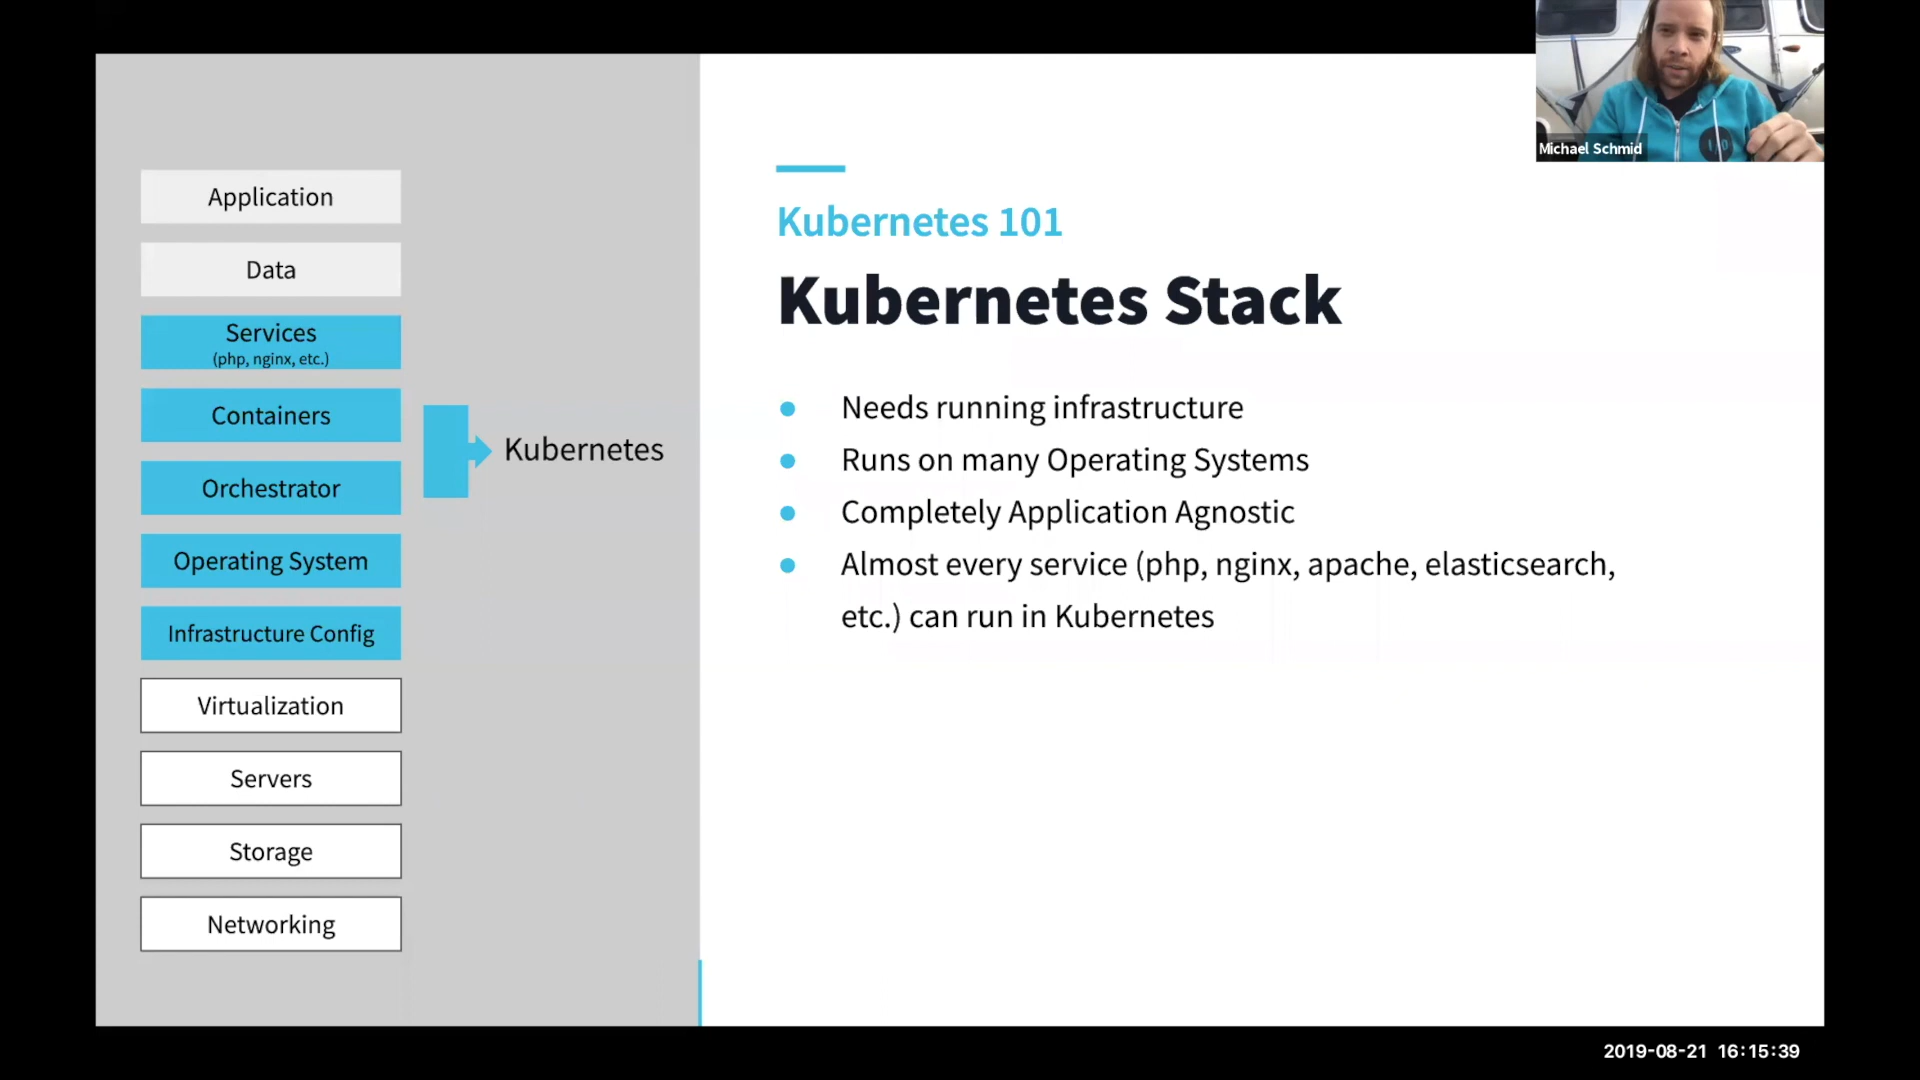 Application
Data
Services
(php, nginx, etc.)
Containers
Orchestrator
Operating System
Infrastructure Config
Virtualization
Servers
Storage
Networking
Kubernetes
Kubernetes 101
Kubernetes Stack
● Needs running infrastructure
● Runs on many Operating Systems
● Completely Application Agnostic
● Almost every service (php, nginx, apache, elasticsearch,
etc.) can run in Kubernetes
Michael Schmid
2019-08-21 16:15:39